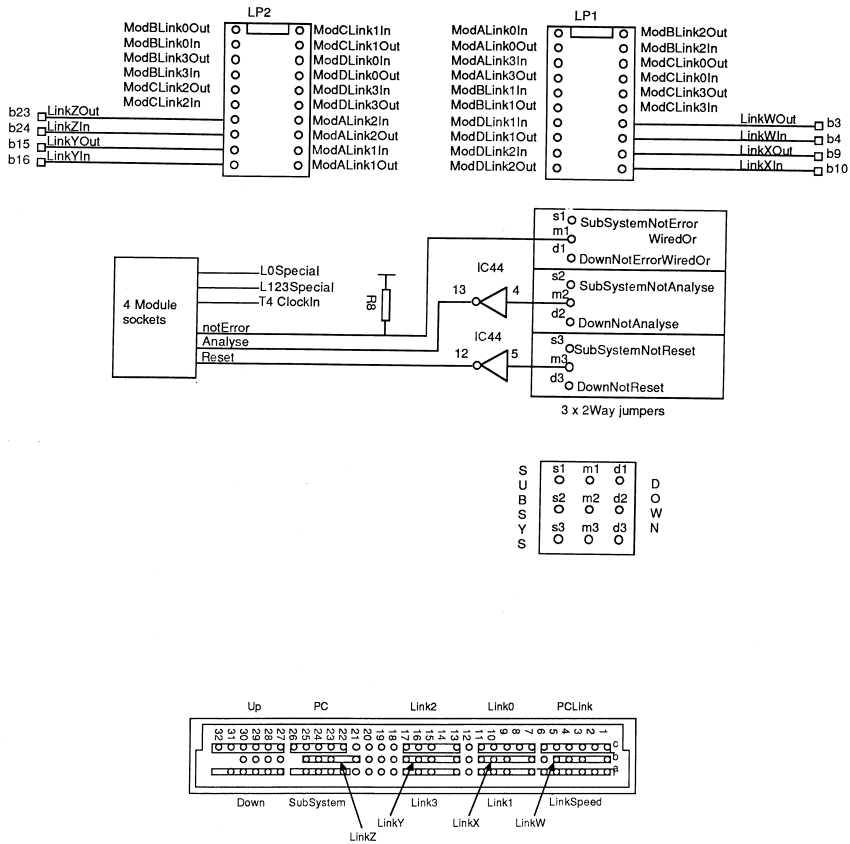 LP2
ModBLink0Out
ModBLink0In
ModBLink3Out
ModBLink3In
ModCLink2Out
ModCLink2In
b23 LinkZOut
b24 LinkZIn
b15 LinkYOut
b16 LinkYIn
ModCLink1In
ModCLink1Out
ModDLink0In
ModDLink0Out
ModDLink3In
ModDLink3Out
ModALink2In
ModALink2Out
ModALink1In
ModALink1Out
LP1
ModALink0In
ModALink0Out
ModALink3In
ModALink3Out
ModBLink1In
ModBLink1Out
ModDLink1In
ModDLink1Out
ModDLink2In
ModDLink2Out
ModBLink2Out
ModBLink2In
ModCLink0Out
ModCLink0In
ModCLink3Out
ModCLink3In
LinkWOut b3
LinkWIn b4
LinkXOut b9
LinkXIn b10
4 Module
sockets
L0Special
L123Special
T4 ClockIn
notError
Analyse
Reset
R8
IC44
13 4
IC44
12 5
s1 SubSystemNotError
m1 WiredOr
d1 DownNotErrorWiredOr
s2 SubSystemNotAnalyse
m2
d2 DownNotAnalyse
s3 SubSystemNotReset
m3
d3 DownNotReset
3 x 2Way jumpers
SUBSYS
s1 m1 d1
s2 m2 d2
s3 m3 d3
DOWN
Up PC Link2 Link0 PCLink
32 31 30 29 28 27 26 25 24 23 22 21 20 19 18 17 16 15 14 13 12 11 10 9 8 7 6 5 4 3 2 1
c
b
a
Down SubSystem Link3 Link1 LinkSpeed
LinkZ LinkY LinkX LinkW